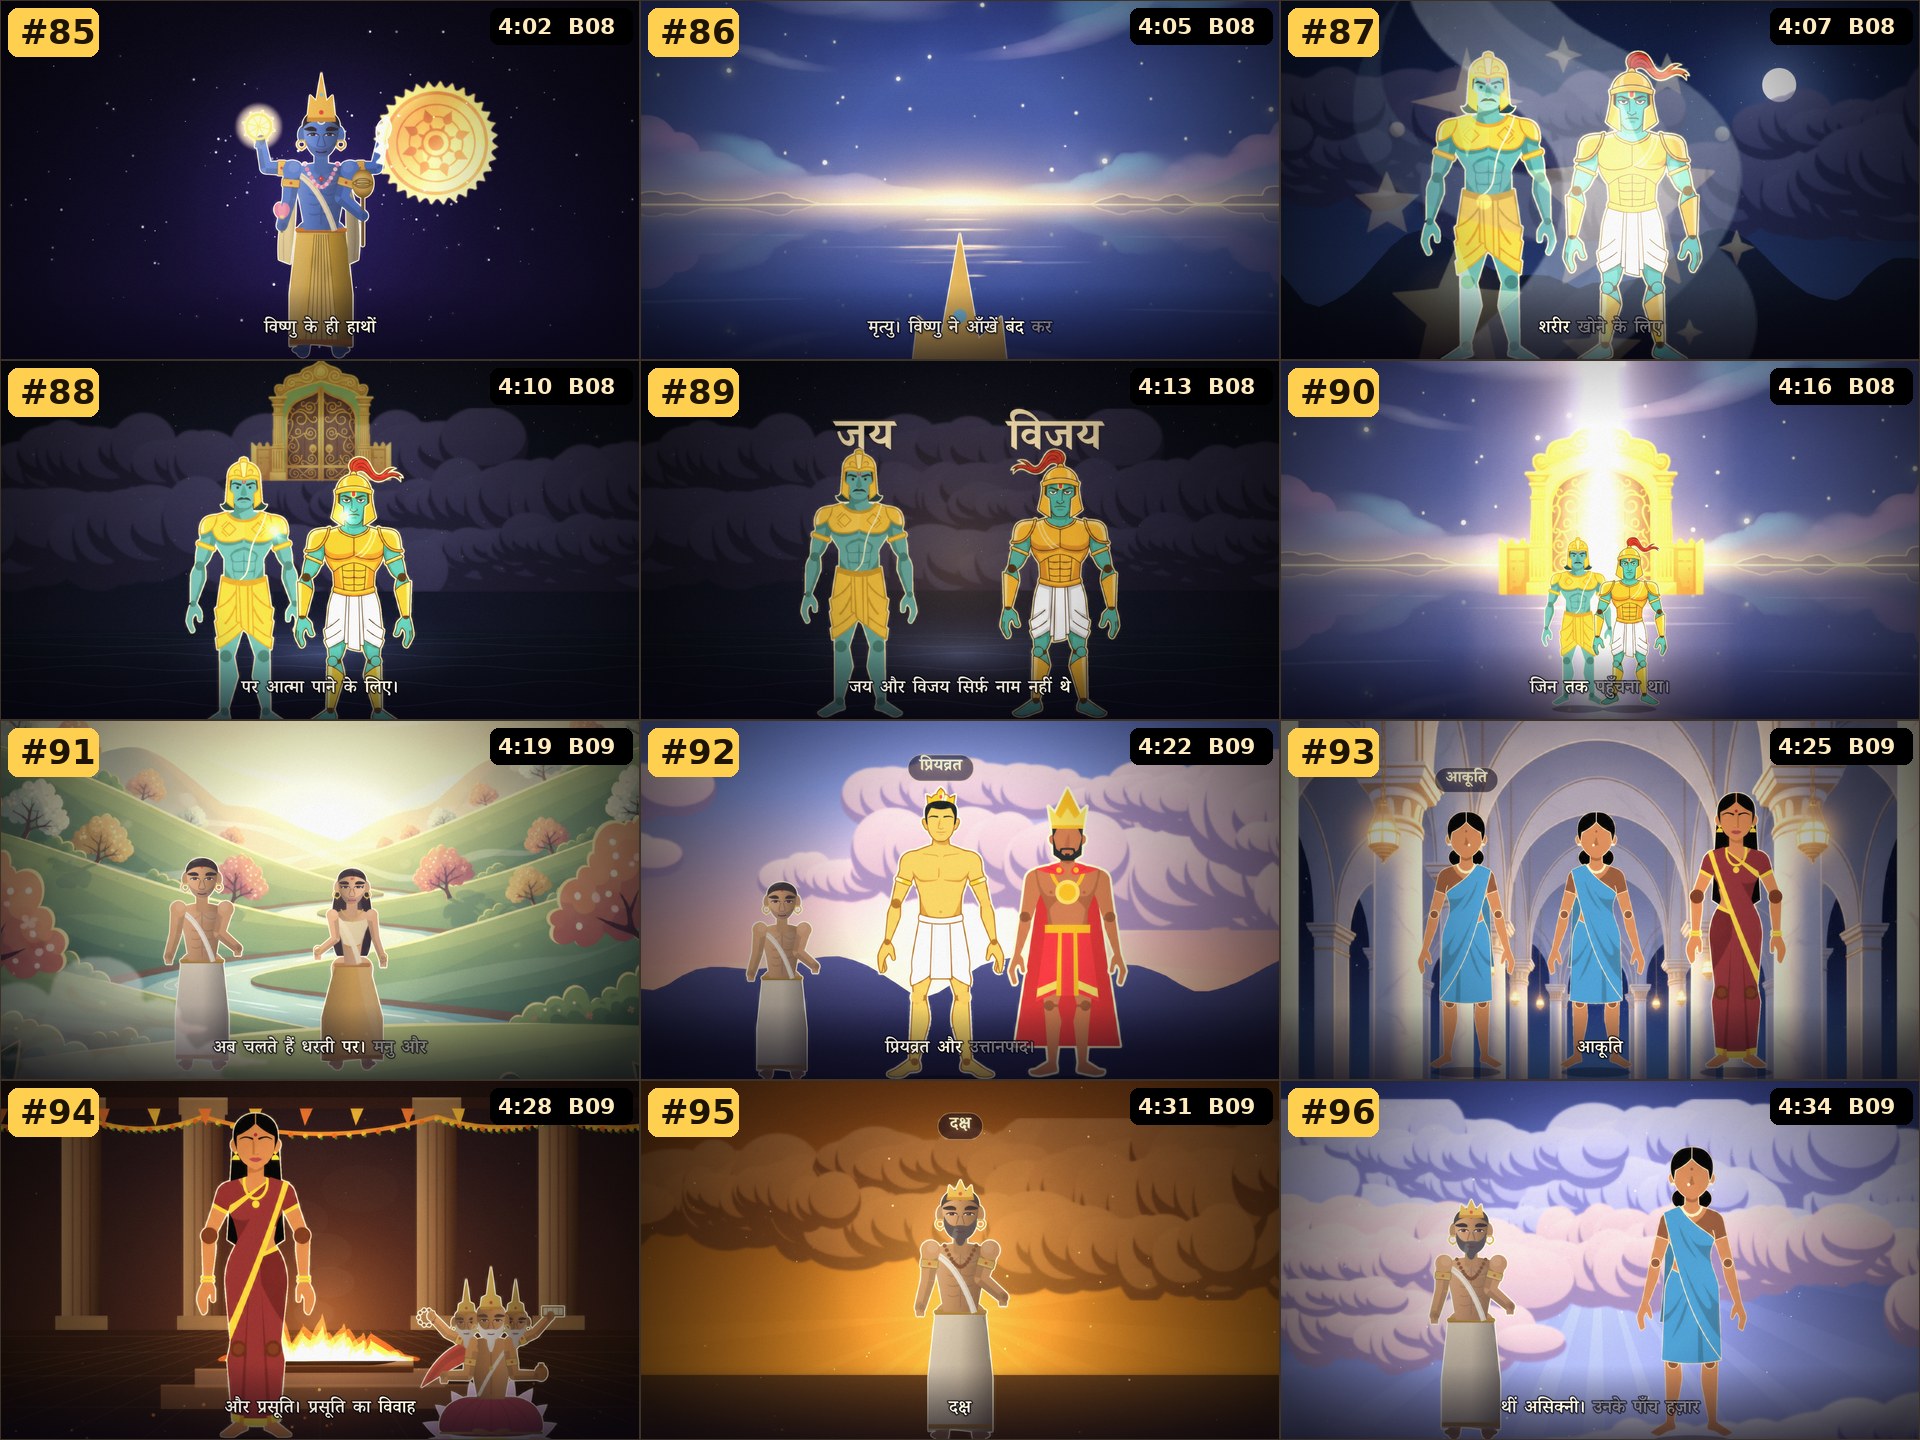 #85
4:02 B08
विष्णु के ही हाथों
#86
4:05 B08
मृत्यु। विष्णु ने आँखें बंद कर
#87
4:07 B08
शरीर खोने के लिए
#88
4:10 B08
पर आत्मा पाने के लिए।
#89
4:13 B08
जय विजय
जय और विजय सिर्फ़ नाम नहीं थे
#90
4:16 B08
जिन तक पहुँचना था।
#91
4:19 B09
अब चलते हैं धरती पर। मनु और
#92
4:22 B09
प्रियव्रत
प्रियव्रत और उत्तानपाद।
#93
4:25 B09
आकूति
आकूति
#94
4:28 B09
और प्रसूति। प्रसूति का विवाह
#95
4:31 B09
दक्ष
दक्ष
#96
4:34 B09
थीं असिक्नी। उनके पाँच हज़ार